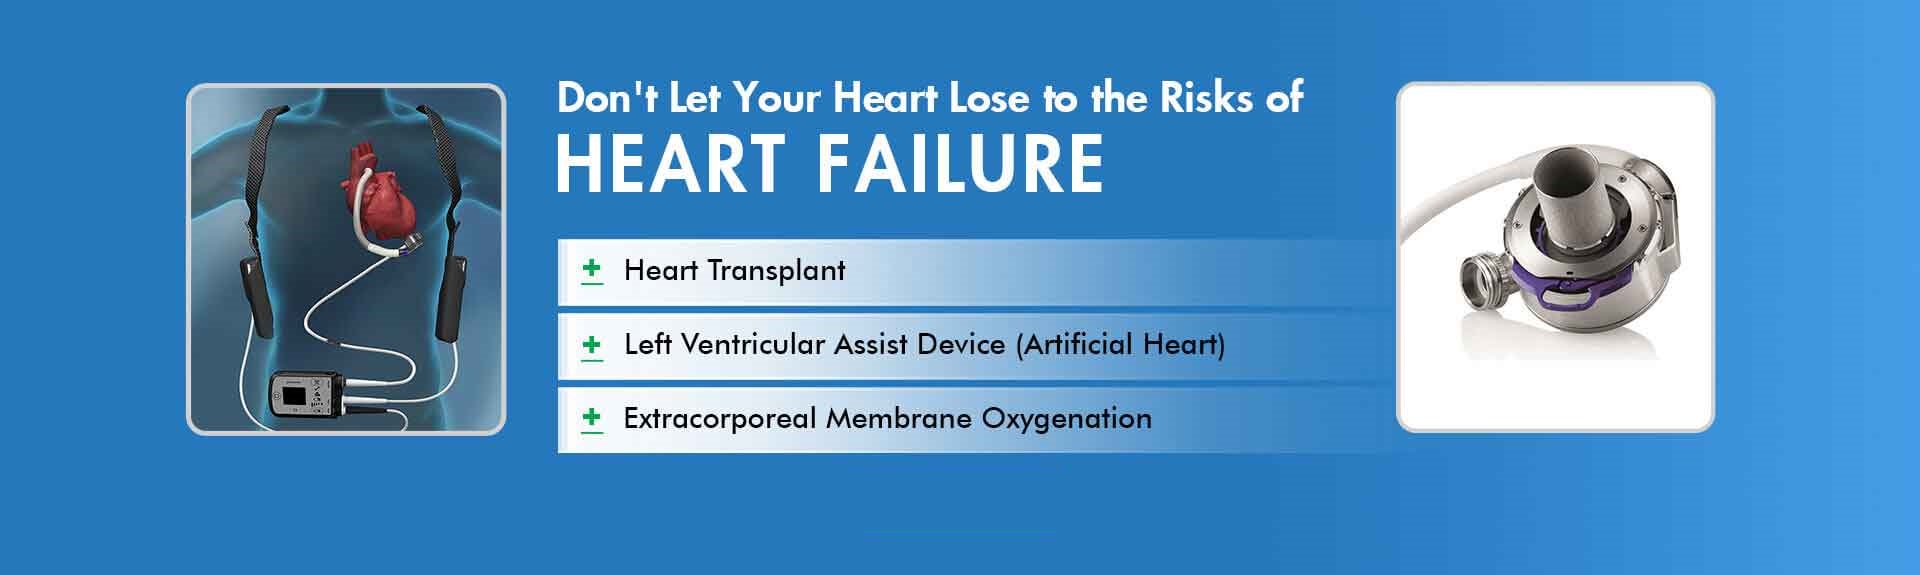 Don't Let Your Heart Lose to the Risks of
HEART FAILURE
Heart Transplant
Left Ventricular Assist Device (Artificial Heart)
Extracorporeal Membrane Oxygenation